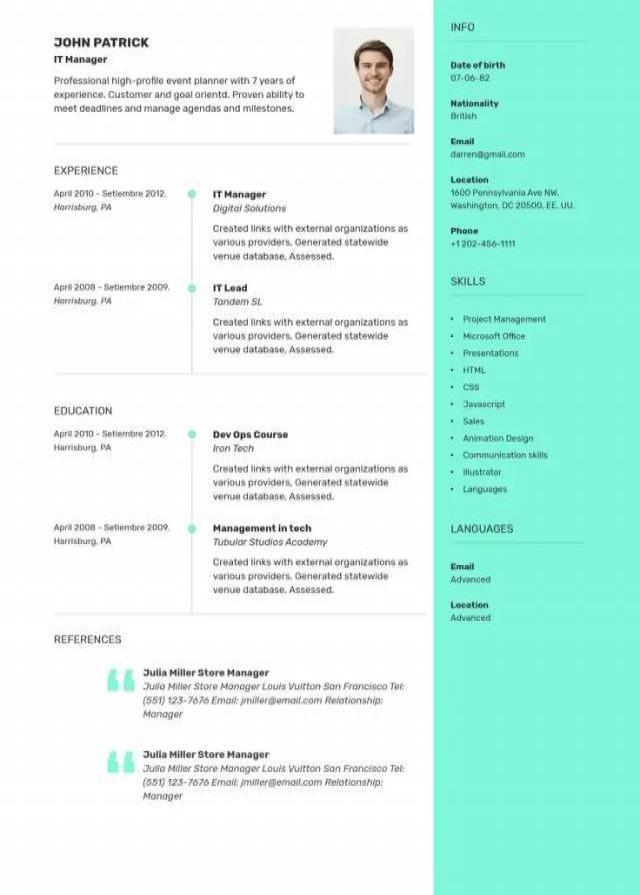 JOHN PATRICK
IT Manager
Professional high-profile event planner with 7 years of
experience. Customer and goal orientd. Proven ability to
meet deadlines and manage agendas and milestones.
EXPERIENCE
April 2010 - Setiembre 2012.
Harrisburg, PA
IT Manager
Digital Solutions
Created links with external organizations as
various providers, Generated statewide
venue database, Assessed.
April 2008 - Setiembre 2009.
Harrisburg, PA
IT Lead
Tandem SL
Created links with external organizations as
various providers, Generated statewide
venue database, Assessed.
EDUCATION
April 2010 - Setiembre 2012.
Harrisburg, PA
Dev Ops Course
Iron Tech
Created links with external organizations as
various providers, Generated statewide
venue database, Assessed.
April 2008 - Setiembre 2009.
Harrisburg, PA
Management in tech
Tubular Studios Academy
Created links with external organizations as
various providers, Generated statewide
venue database, Assessed.
REFERENCES
Julia Miller Store Manager
Julia Miller Store Manager Louis Vuitton San Francisco Tel:
(551) 123-7676 Email: jmiller@email.com Relationship:
Manager
Julia Miller Store Manager
Julia Miller Store Manager Louis Vuitton San Francisco Tel:
(551) 123-7676 Email: jmiller@email.com Relationship:
Manager
INFO
Date of birth
07-06-82
Nationality
British
Email
darren@gmail.com
Location
1600 Pennsylvania Ave NW,
Washington, DC 20500, EE. UU.
Phone
+1 202-456-1111
SKILLS
• Project Management
• Microsoft Office
• Presentations
• HTML
• CSS
• Javascript
• Sales
• Animation Design
• Communication skills
• Illustrator
• Languages
LANGUAGES
Email
Advanced
Location
Advanced